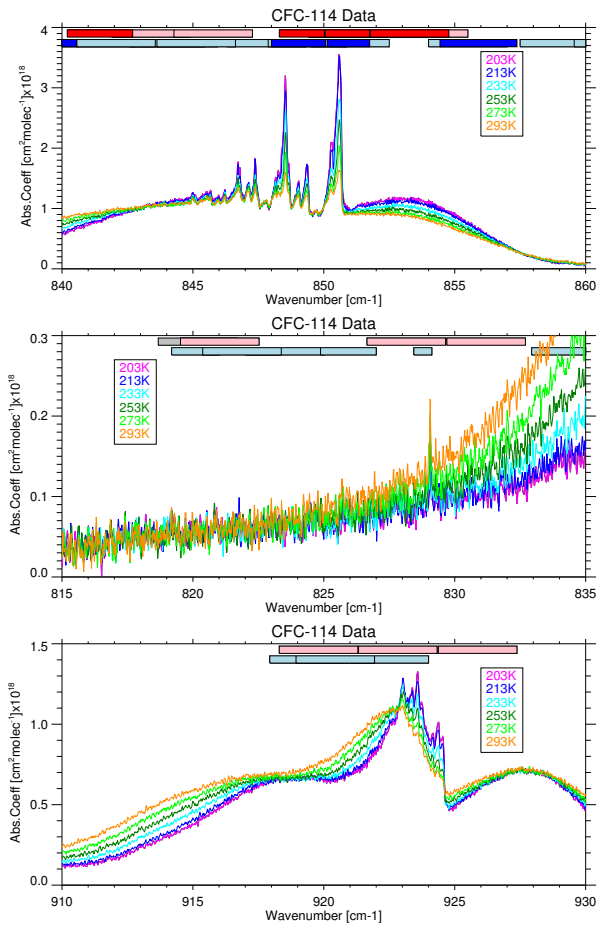 CFC-114 Data
4
3
2
1
0
Abs.Coeff [cm²molec⁻¹)x10¹⁸
203K
213K
233K
253K
273K
293K
840 845 850 855 860
Wavenumber [cm-1]
CFC-114 Data
0.3
0.2
0.1
0.0
Abs.Coeff [cm²molec⁻¹)x10¹⁸
203K
213K
233K
253K
273K
293K
815 820 825 830 835
Wavenumber [cm-1]
CFC-114 Data
1.5
1.0
0.5
0.0
Abs.Coeff [cm²molec⁻¹)x10¹⁸
203K
213K
233K
253K
273K
293K
910 915 920 925 930
Wavenumber [cm-1]